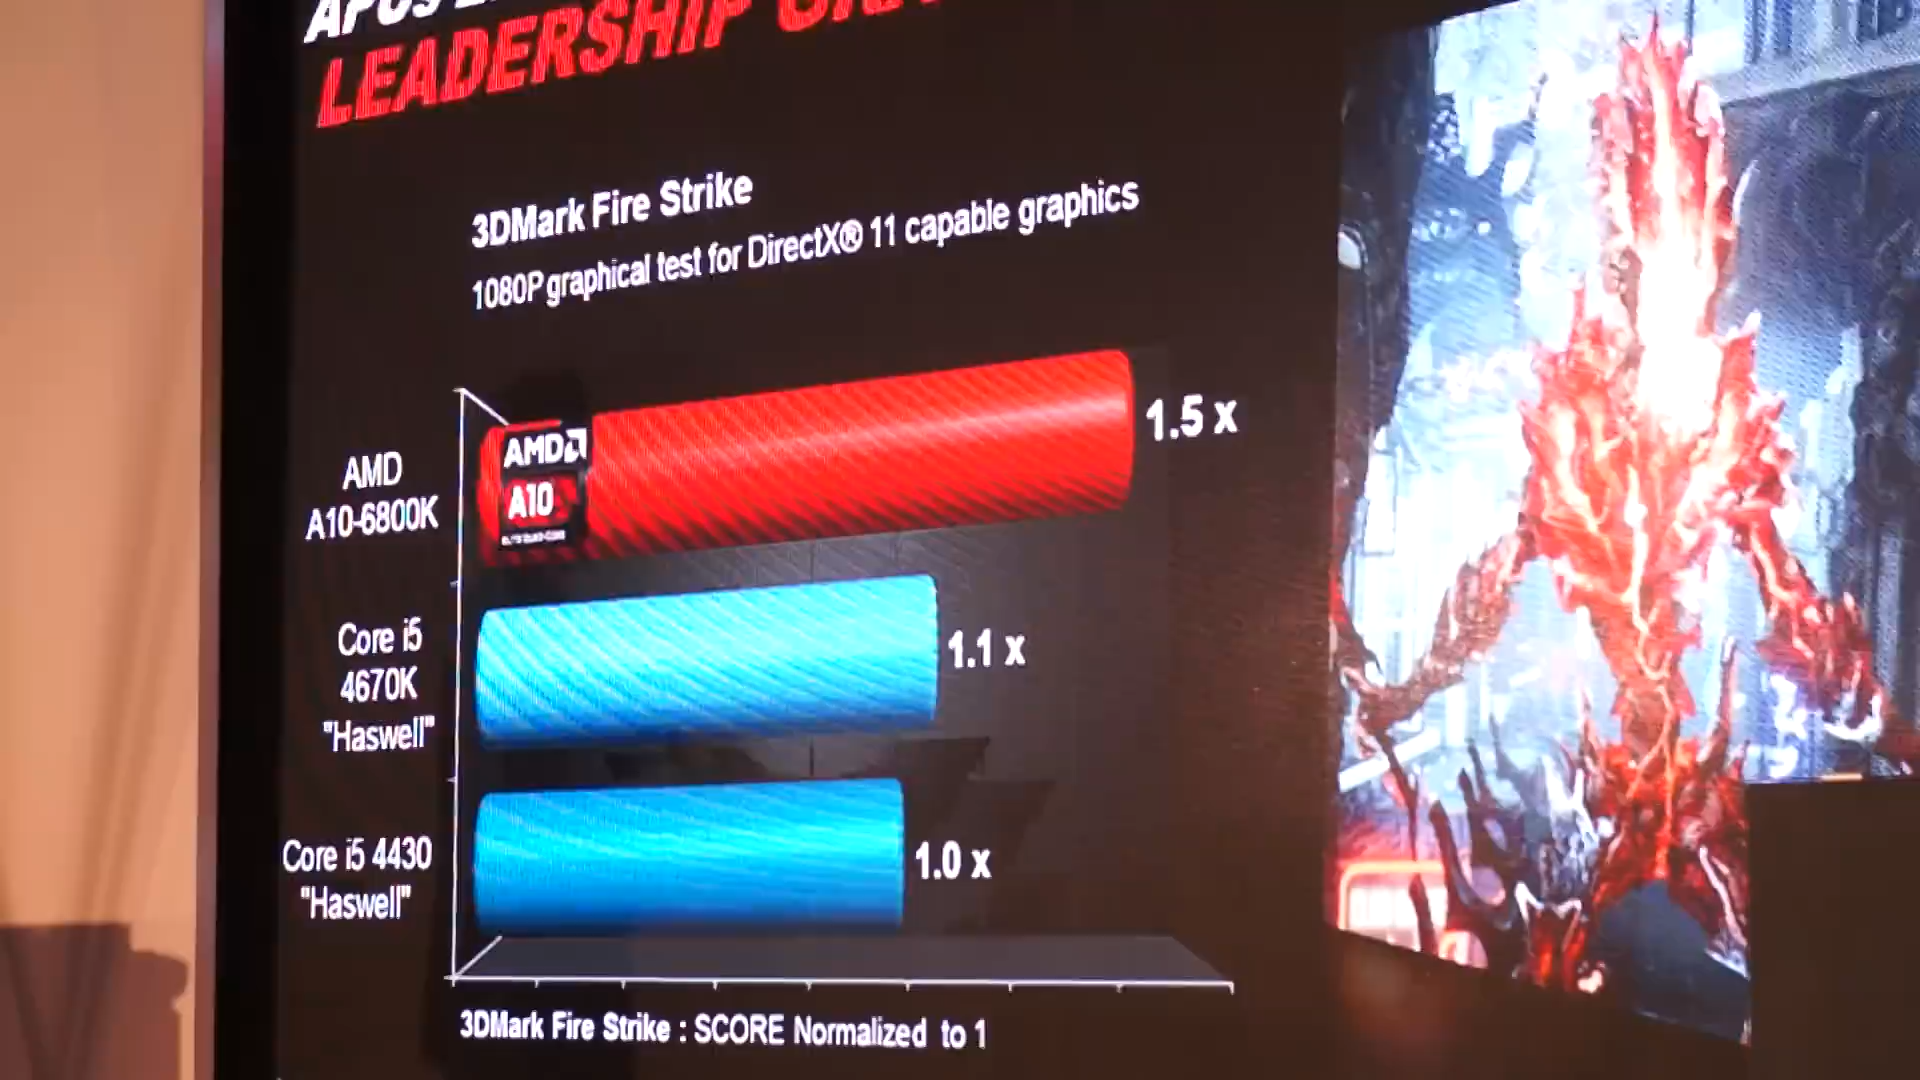 LEADERSHIP
3DMark Fire Strike
1080P graphical test for DirectX® 11 capable graphics
AMD
A10-6800K
AMD
A10
1.5 x
Core i5
4670K
"Haswell"
1.1 x
Core i5 4430
"Haswell"
1.0 x
3DMark Fire Strike : SCORE Normalized to 1